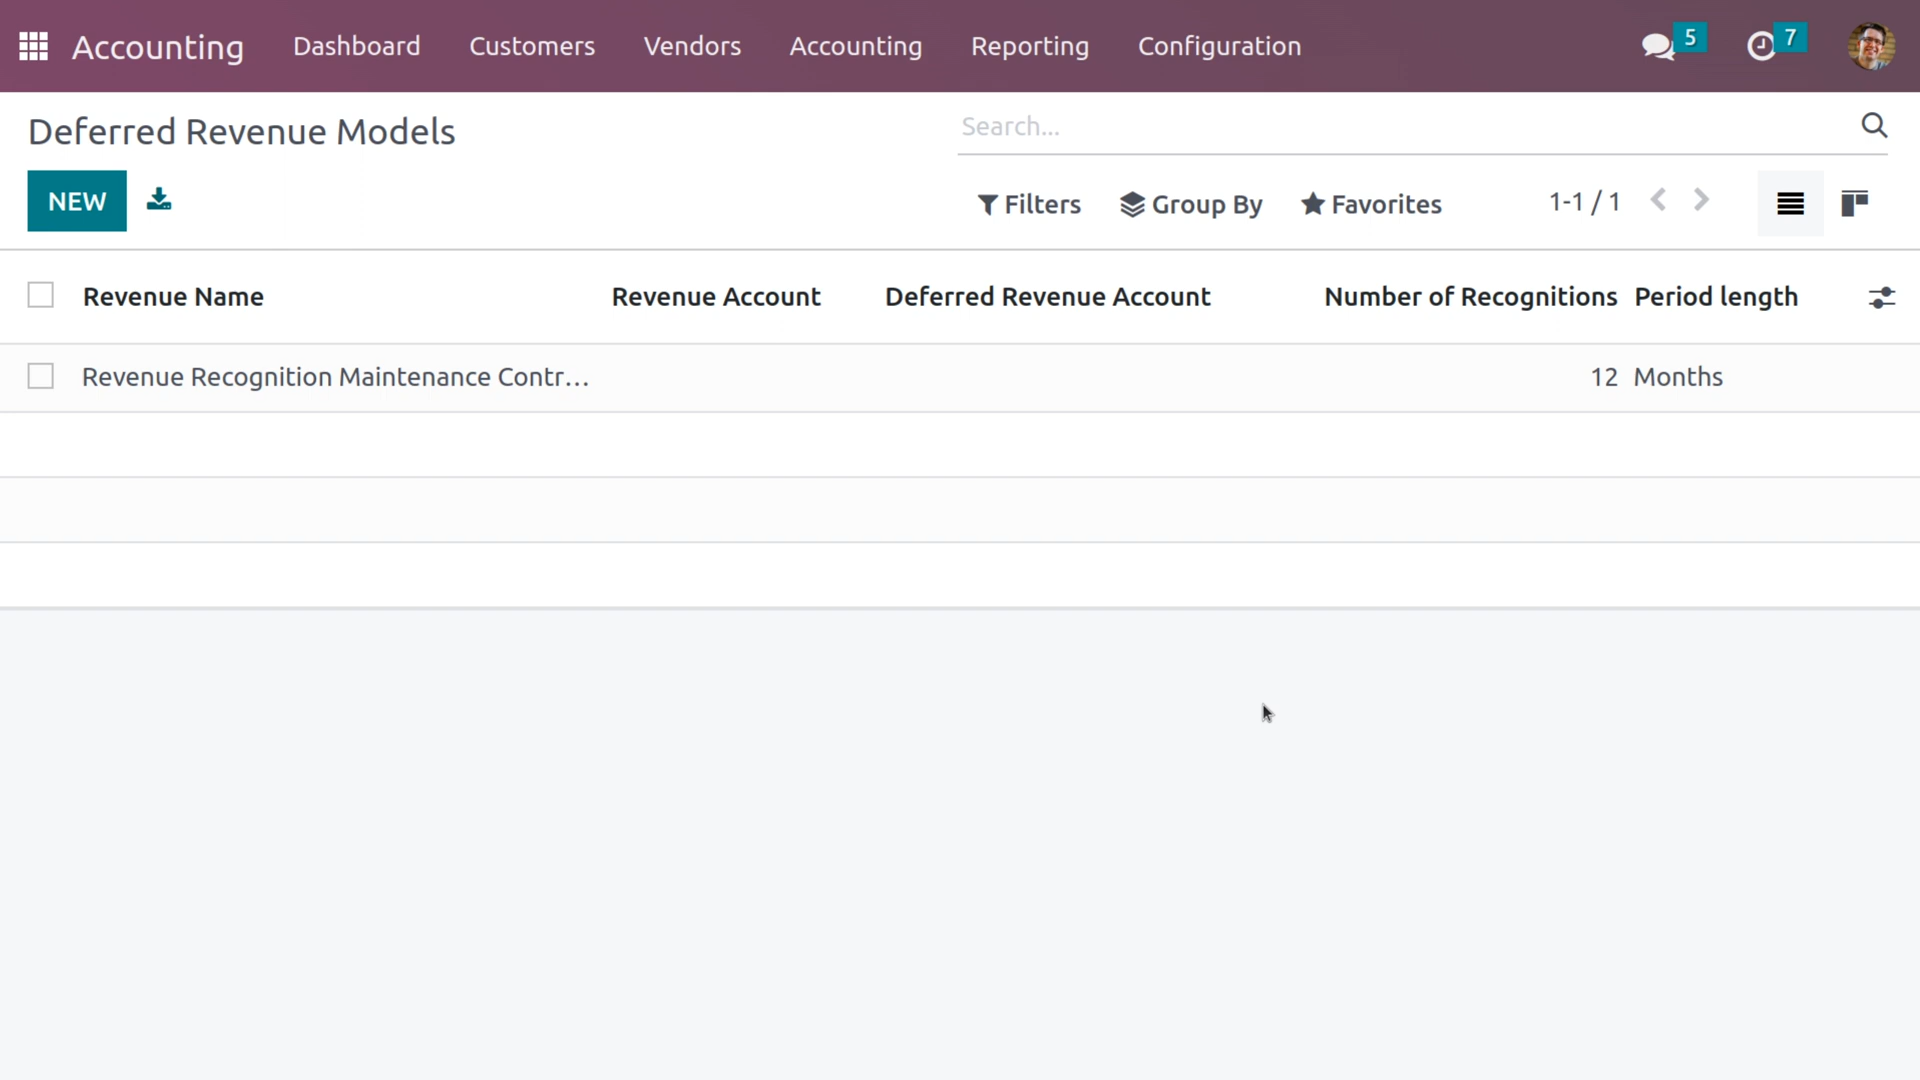 Accounting Dashboard Customers Vendors Accounting Reporting Configuration 5 7
Deferred Revenue Models Search...
NEW Filters Group By Favorites 1-1 / 1
Revenue Name Revenue Account Deferred Revenue Account Number of Recognitions Period length
Revenue Recognition Maintenance Contr... 12 Months